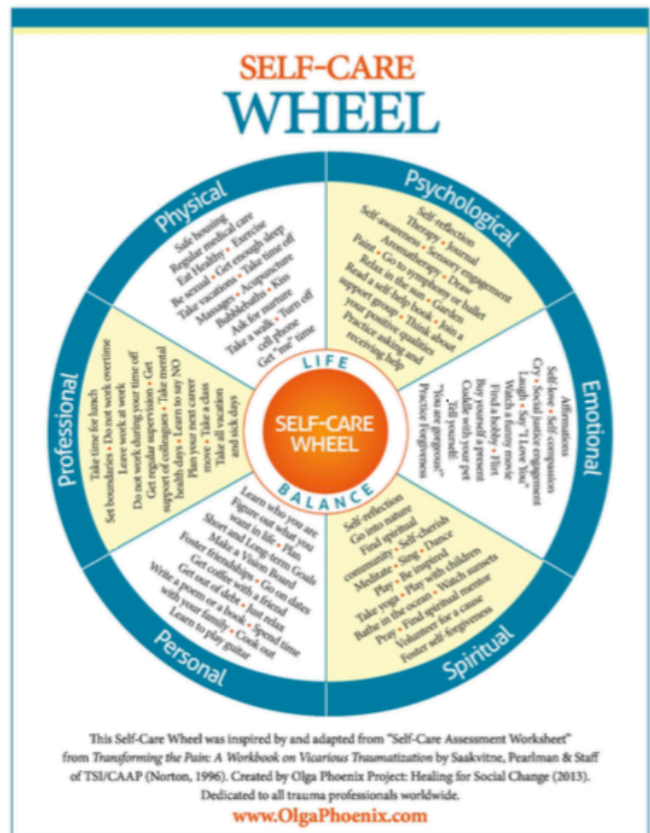 SELF-CARE
WHEEL
Physical
Safe housing
Regular medical care
Eat Healthy • Exercise
Be sexual • Get enough sleep
Take vacations • Take time off
Massages • Acupuncture
Bubblebaths • Kiss
Ask for nurture
Take a walk • Turn off
cell phone
Get "me" time
Psychological
Self-reflection
Therapy • Journal
Self awareness • Sensory engagement
Aromatherapy • Draw
Paint • Go to symphony or ballet
Relax in the sun • Garden
Read a self help book • Join a
support group • Think about
your positive qualities
Practice asking and
receiving help
Emotional
Affirmations
Self-love • Self-compassion
Cry • Social justice engagement
Laugh • Say "I Love You"
Watch a funny movie
Find a hobby • Flirt
Buy yourself a present
Cuddle with your pet
Tell yourself:
"You are gorgeous!"
Practice Forgiveness
Spiritual
Self-reflection
Go into nature
Find spiritual
community • Self-cherish
Meditate • Sing • Dance
Play • Be inspired
Take yoga • Play with children
Bathe in the ocean • Watch sunsets
Pray • Find spiritual mentor
Volunteer for a cause
Foster self-forgiveness
Personal
Learn who you are
Figure out what you
want in life • Plan
Short and Long-term Goals
Make a Vision Board
Foster friendships • Go on dates
Get coffee with a friend
Get out of debt • Just relax
Write a poem or a book • Spend time
with your family • Cook out
Learn to play guitar
Professional
Take time for lunch
Set boundaries • Do not work overtime
Leave work at work
Do not work during your time off
Get regular supervision • Get
support of colleagues • Take mental
health days • Learn to say NO
Plan your next career
move • Take a class
Take all vacation
and sick days
LIFE
SELF-CARE
WHEEL
BALANCE
This Self-Care Wheel was inspired by and adapted from "Self-Care Assessment Worksheet"
from Transforming the Pain: A Workbook on Vicarious Traumatization by Saakvitne, Pearlman & Staff
of TSI/CAAP (Norton, 1996). Created by Olga Phoenix Project: Healing for Social Change (2013).
Dedicated to all trauma professionals worldwide.
www.OlgaPhoenix.com